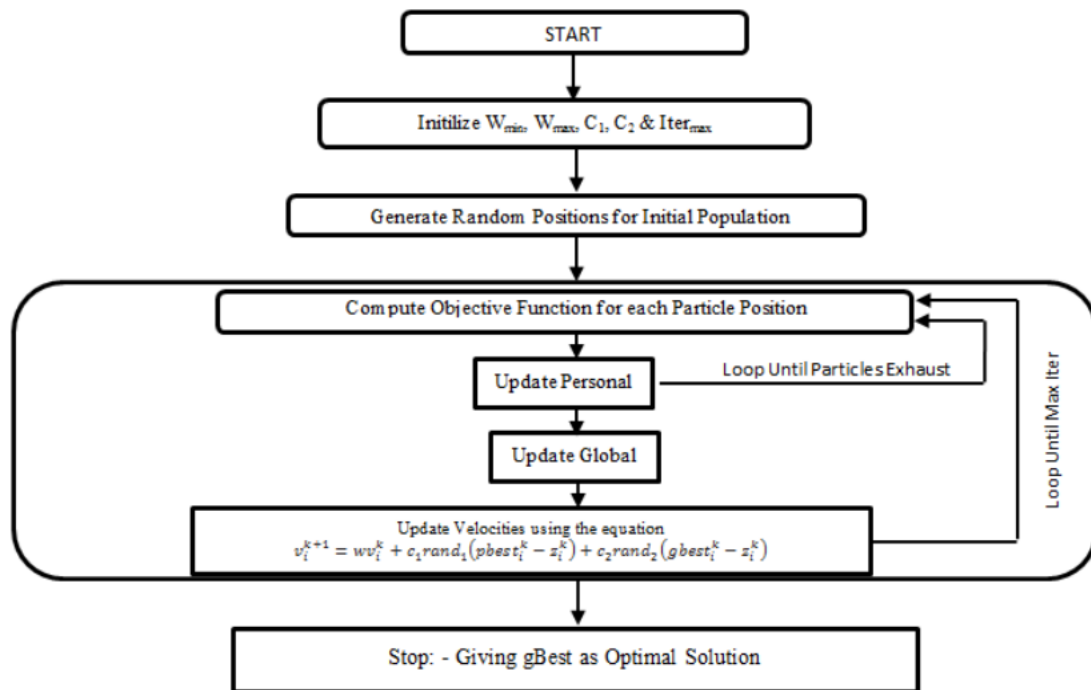 START
Initilize W_min, W_max, C_1, C_2 & Iter_max
Generate Random Positions for Initial Population
Compute Objective Function for each Particle Position
Update Personal
Loop Until Particles Exhaust
Loop Until Max Iter
Update Global
Update Velocities using the equation
v_i^{k+1} = wv_i^k + c_1rand_1(pbest_i^k − z_i^k) + c_2rand_2(gbest_i^k − z_i^k)
Stop: - Giving gBest as Optimal Solution